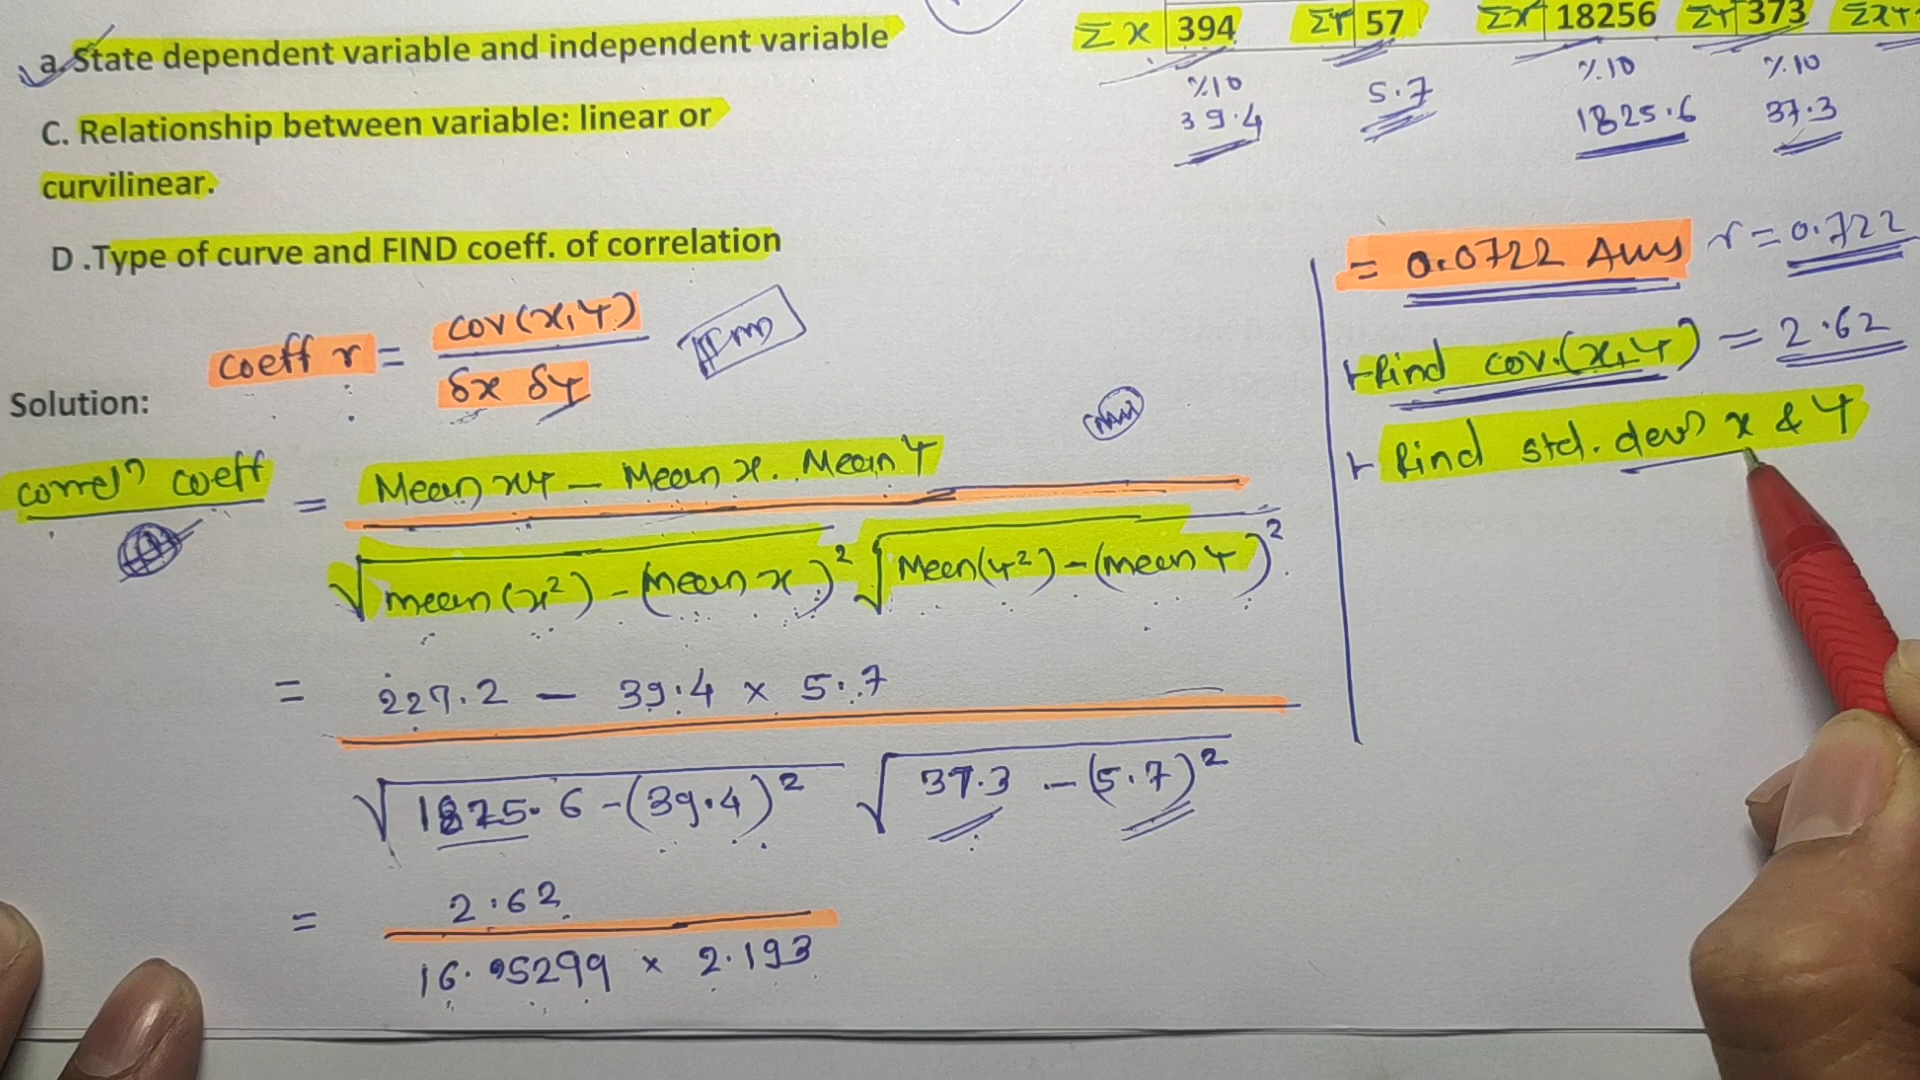 a. State dependent variable and independent variable
C. Relationship between variable: linear or
curvilinear.
D .Type of curve and FIND coeff. of correlation
Σx 394 Σy 57 Σx² 18256 Σy² 373 Σxy
%10 %10 %10
39.4 5.7 1825.6 37.3
coeff r = cov(x,y)
δx δy
Solution:
correlⁿ coeff = Mean xy – Mean x. Mean y
√mean(x²) – (mean x)² √Mean(y²) – (mean y)²
= 227.2 – 39.4 × 5.7
√1825.6 – (39.4)² √37.3 – (5.7)²
= 2.62
16.95299 × 2.193
= 0.0722 Ans r = 0.722
Find cov.(x,y) = 2.62
Find std. devⁿ x & y